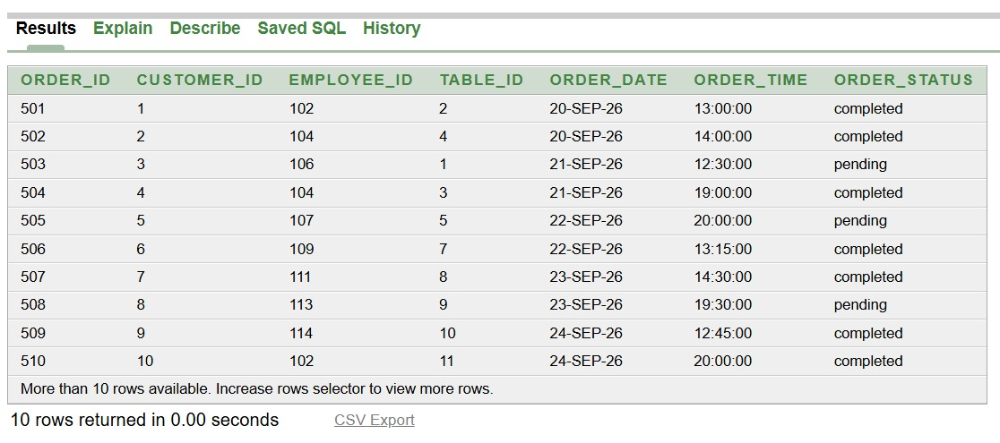 Results Explain Describe Saved SQL History
ORDER_ID CUSTOMER_ID EMPLOYEE_ID TABLE_ID ORDER_DATE ORDER_TIME ORDER_STATUS
501 1 102 2 20-SEP-26 13:00:00 completed
502 2 104 4 20-SEP-26 14:00:00 completed
503 3 106 1 21-SEP-26 12:30:00 pending
504 4 104 3 21-SEP-26 19:00:00 completed
505 5 107 5 22-SEP-26 20:00:00 pending
506 6 109 7 22-SEP-26 13:15:00 completed
507 7 111 8 23-SEP-26 14:30:00 completed
508 8 113 9 23-SEP-26 19:30:00 pending
509 9 114 10 24-SEP-26 12:45:00 completed
510 10 102 11 24-SEP-26 20:00:00 completed
More than 10 rows available. Increase rows selector to view more rows.
10 rows returned in 0.00 seconds CSV Export